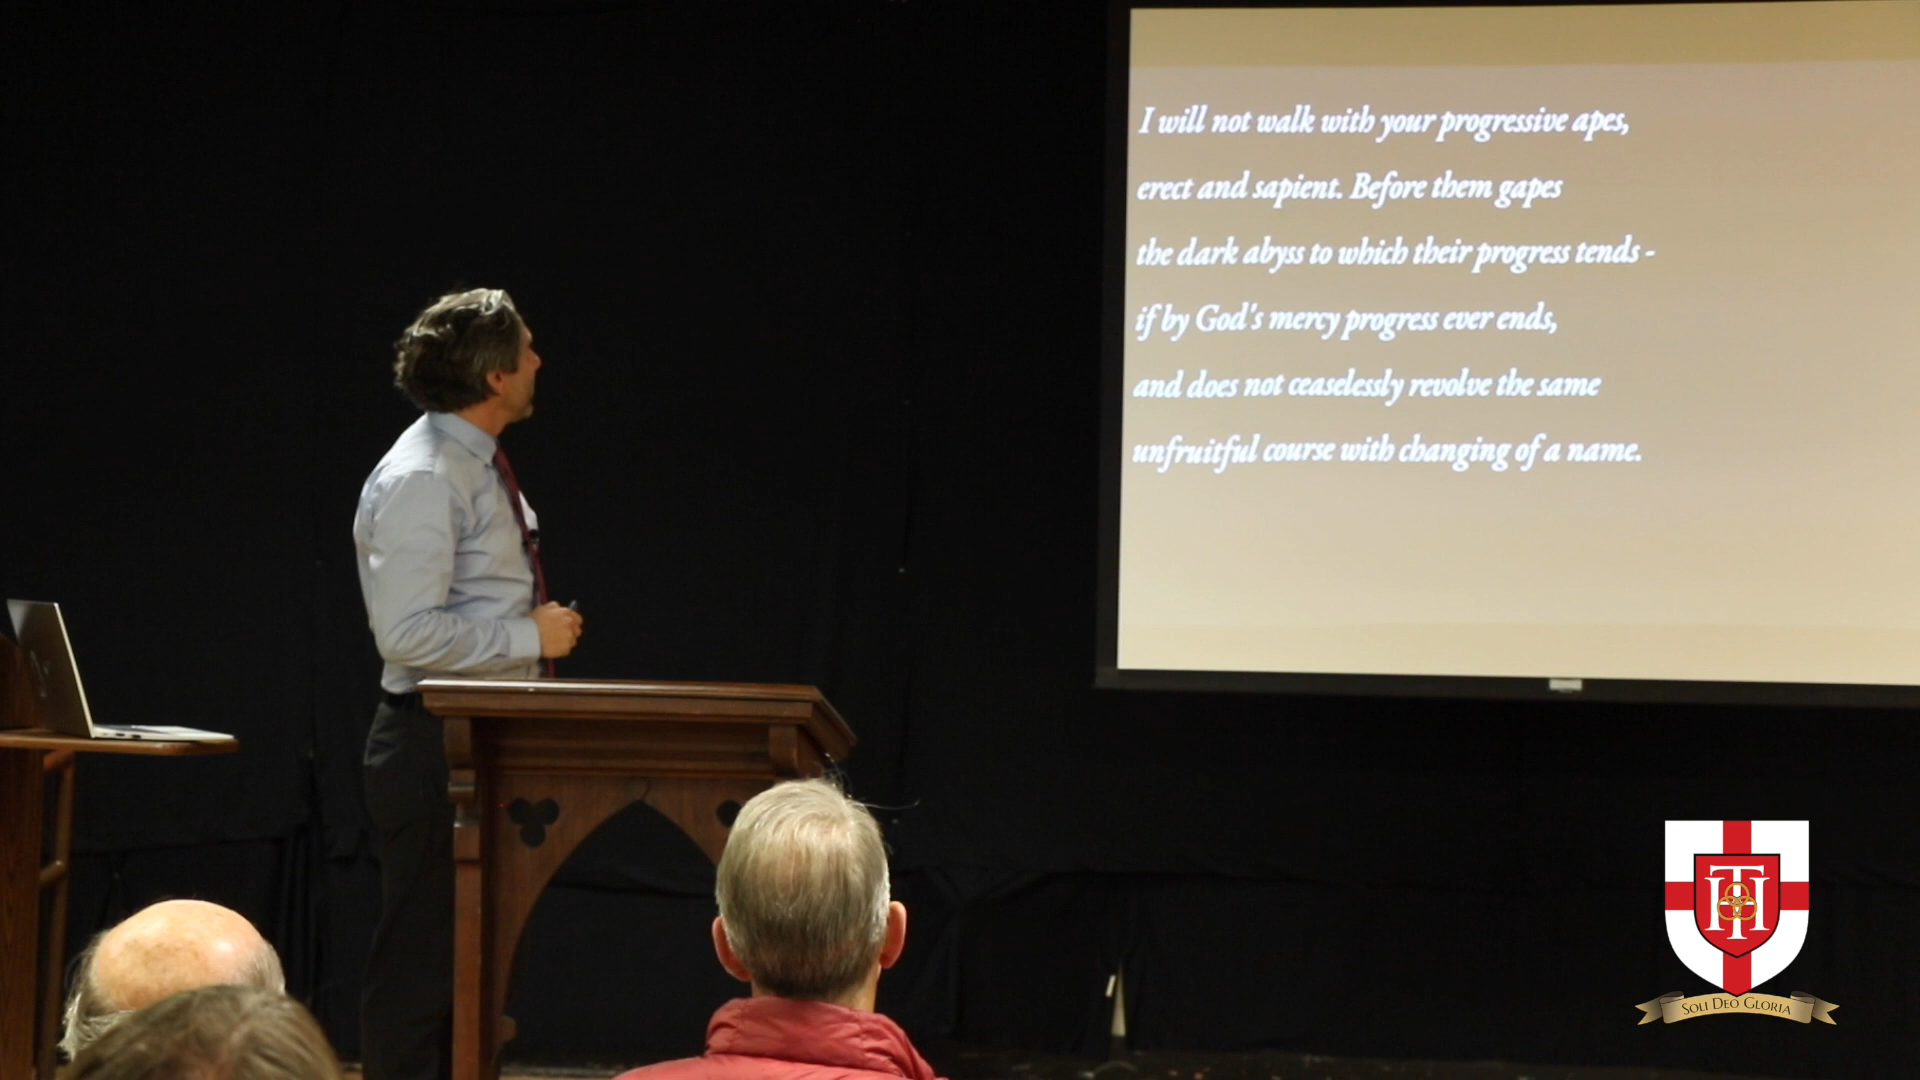 I will not walk with your progressive apes,
erect and sapient. Before them gapes
the dark abyss to which their progress tends -
if by God's mercy progress ever ends,
and does not ceaselessly revolve the same
unfruitful course with changing of a name.
TH
SOLI DEO GLORIA